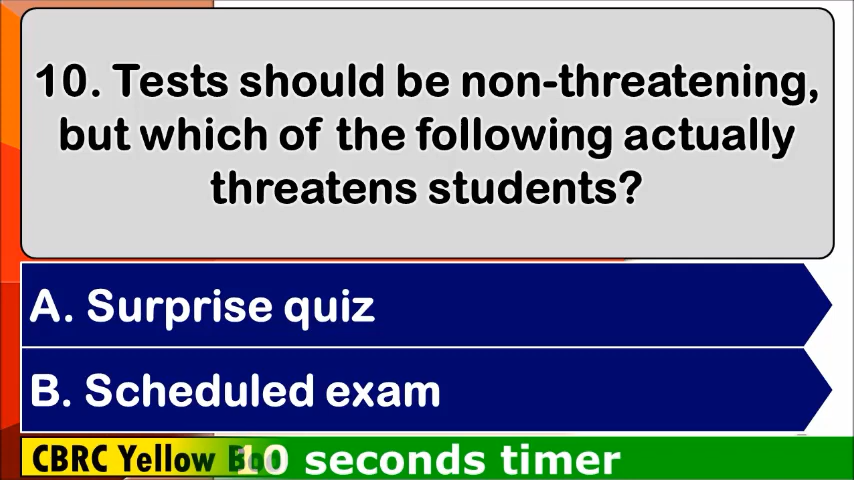 10. Tests should be non-threatening,
but which of the following actually
threatens students?
A. Surprise quiz
B. Scheduled exam
CBRC Yellow 10 seconds timer